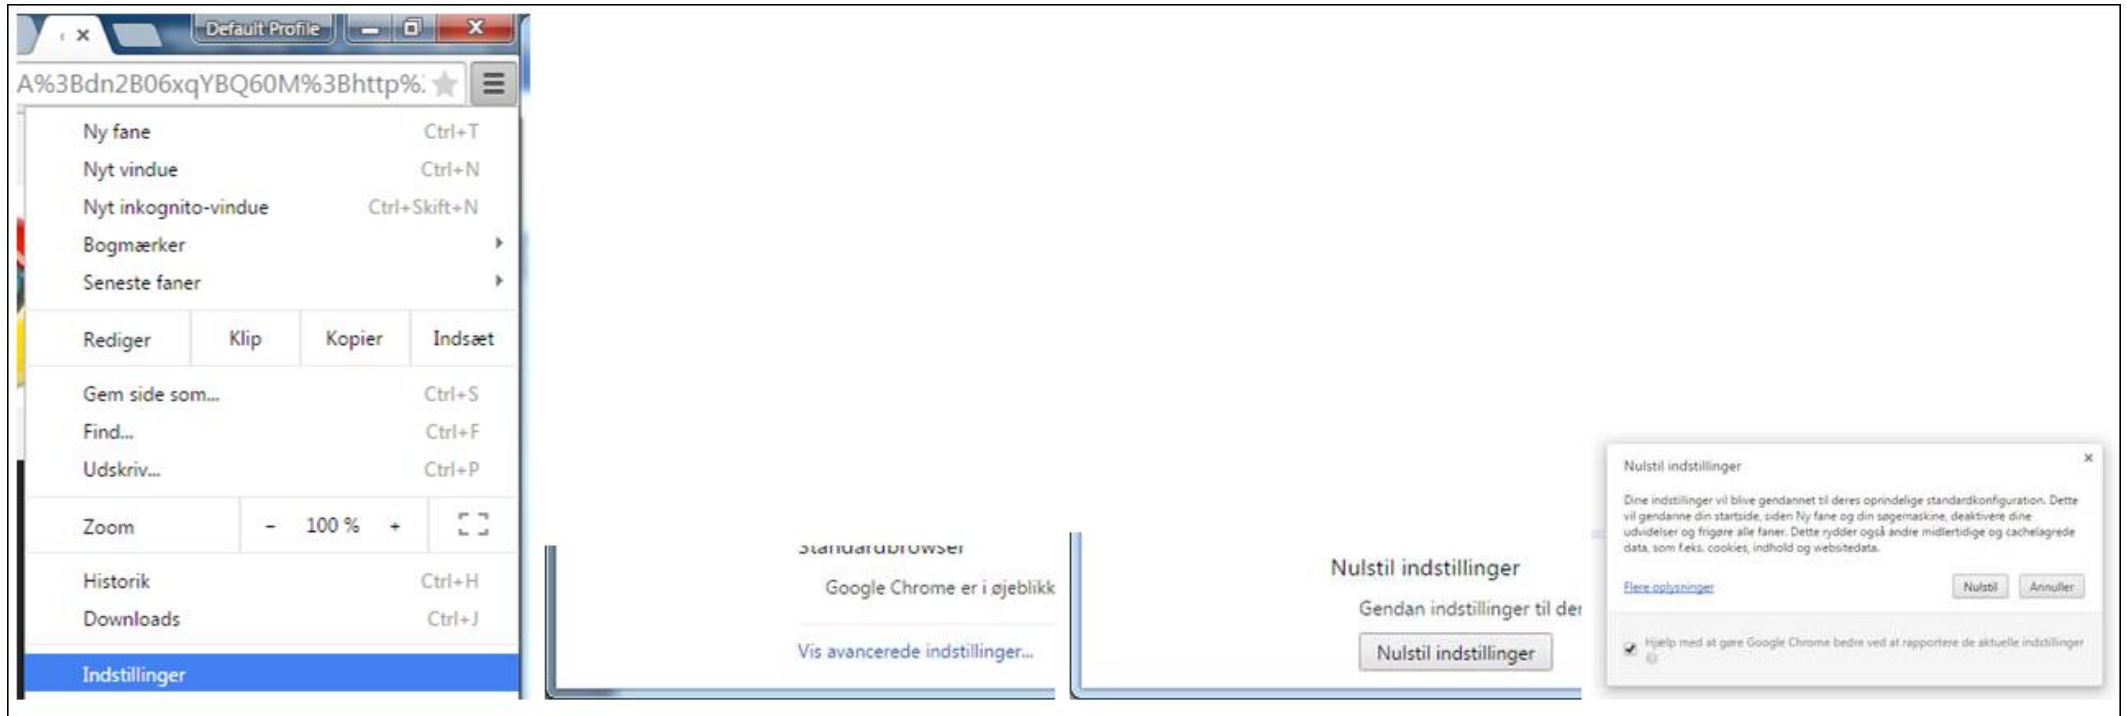 Default Profile
A%3Bdn2B06xqYBQ60M%3Bhttp%
Ny fane Ctrl+T
Nyt vindue Ctrl+N
Nyt inkognito-vindue Ctrl+Skift+N
Bogmærker
Seneste faner
Rediger Klip Kopier Indsæt
Gem side som... Ctrl+S
Find... Ctrl+F
Udskriv... Ctrl+P
Zoom - 100 % +
Historik Ctrl+H
Downloads Ctrl+J
Indstillinger
Standardbrowser
Google Chrome er i øjeblikk
Vis avancerede indstillinger...
Nulstil indstillinger
Gendan indstillinger til der
Nulstil indstillinger
Nulstil indstillinger
Dine indstillinger vil blive gendannet til deres oprindelige standardkonfiguration. Dette
vil gendanne din startside, siden Ny fane og din søgemaskine, deaktivere dine
udvidelser og frigøre alle faner. Dette rydder også andre midlertidige og cachelagrede
data, som f.eks. cookies, indhold og websitedata.
Flere oplysninger Nulstil Annuller
Hjælp med at gøre Google Chrome bedre ved at rapportere de aktuelle indstillinger